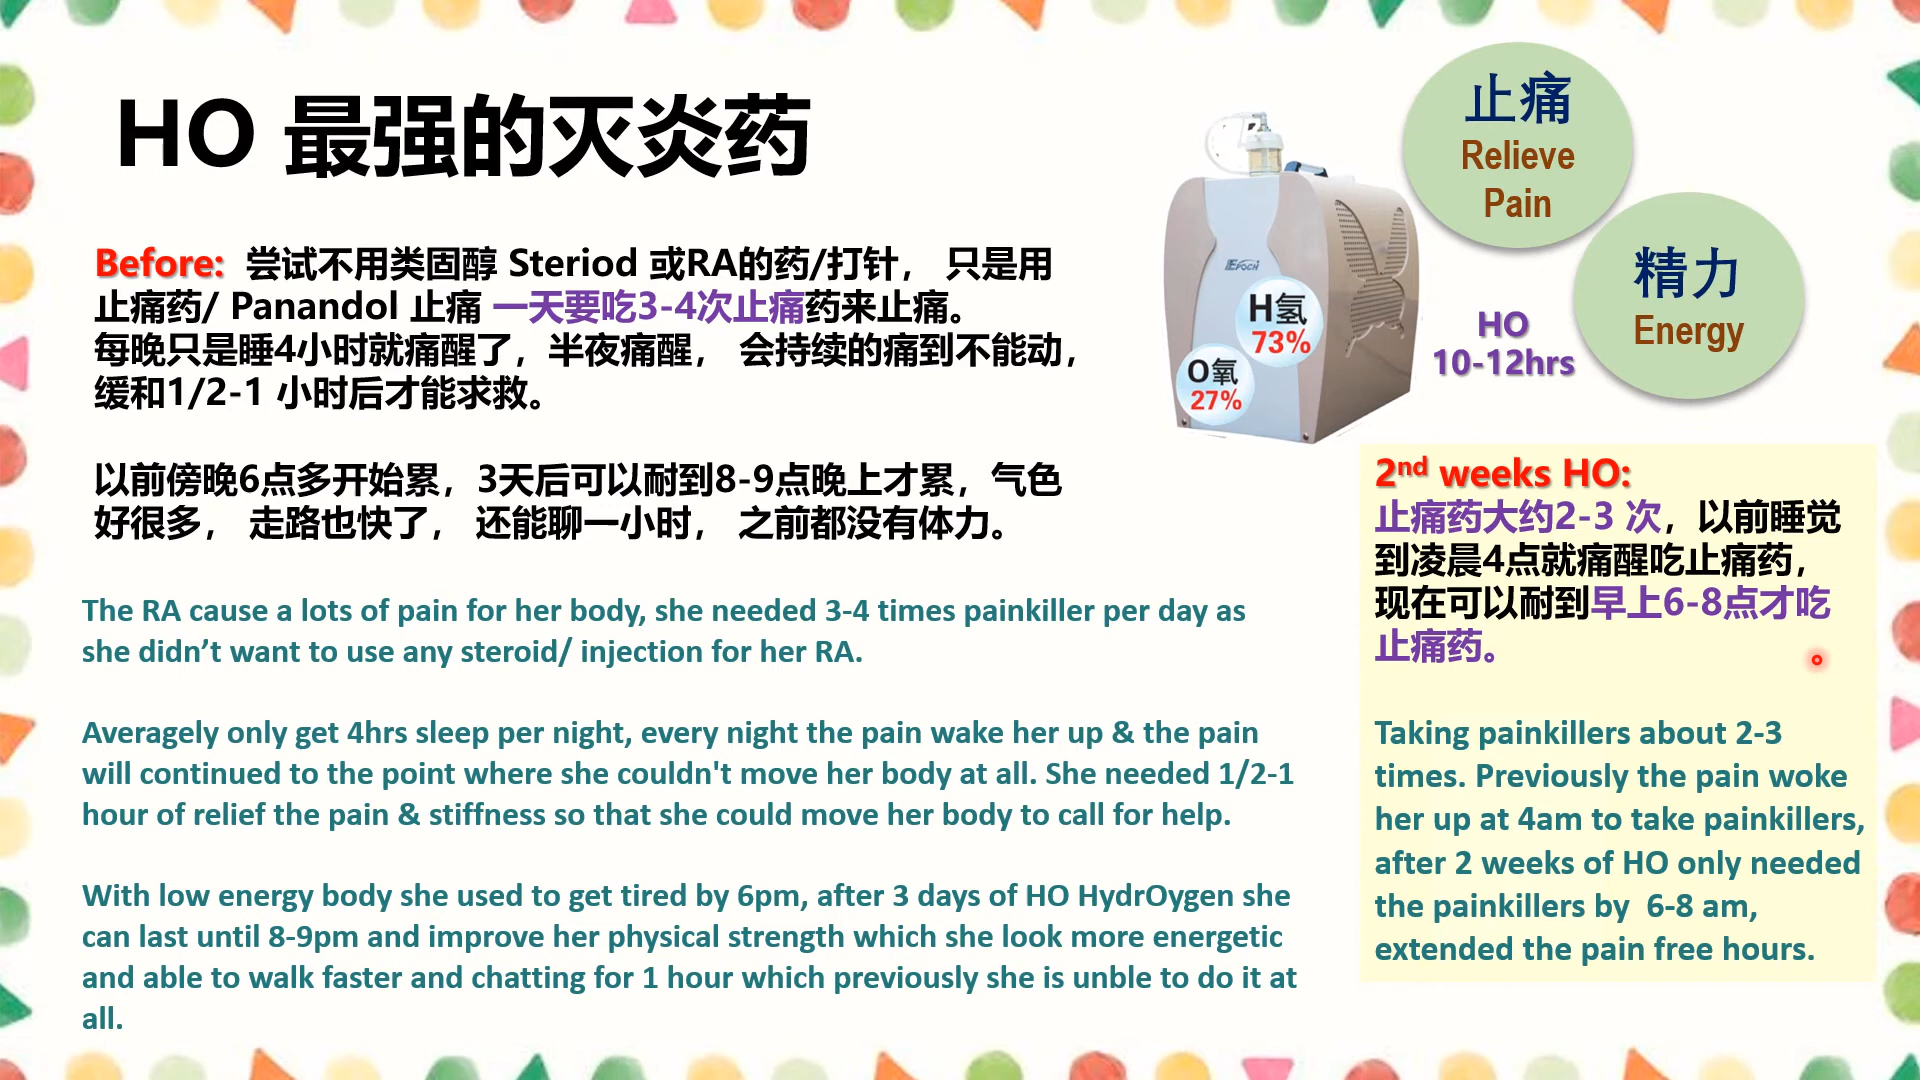 HO 最强的灭炎药
Before: 尝试不用类固醇 Steriod 或RA的药/打针， 只是用
止痛药/ Panandol 止痛 一天要吃3-4次止痛药来止痛。
每晚只是睡4小时就痛醒了，半夜痛醒， 会持续的痛到不能动，
缓和1/2-1 小时后才能求救。
以前傍晚6点多开始累，3天后可以耐到8-9点晚上才累，气色
好很多， 走路也快了， 还能聊一小时， 之前都没有体力。
The RA cause a lots of pain for her body, she needed 3-4 times painkiller per day as
she didn’t want to use any steroid/ injection for her RA.
Averagely only get 4hrs sleep per night, every night the pain wake her up & the pain
will continued to the point where she couldn't move her body at all. She needed 1/2-1
hour of relief the pain & stiffness so that she could move her body to call for help.
With low energy body she used to get tired by 6pm, after 3 days of HO HydrOygen she
can last until 8-9pm and improve her physical strength which she look more energetic
and able to walk faster and chatting for 1 hour which previously she is unble to do it at
all.
EPOCH
H氢
73%
O氧
27%
止痛
Relieve
Pain
精力
Energy
HO
10-12hrs
2nd weeks HO:
止痛药大约2-3 次，以前睡觉
到凌晨4点就痛醒吃止痛药，
现在可以耐到早上6-8点才吃
止痛药。
Taking painkillers about 2-3
times. Previously the pain woke
her up at 4am to take painkillers,
after 2 weeks of HO only needed
the painkillers by 6-8 am,
extended the pain free hours.